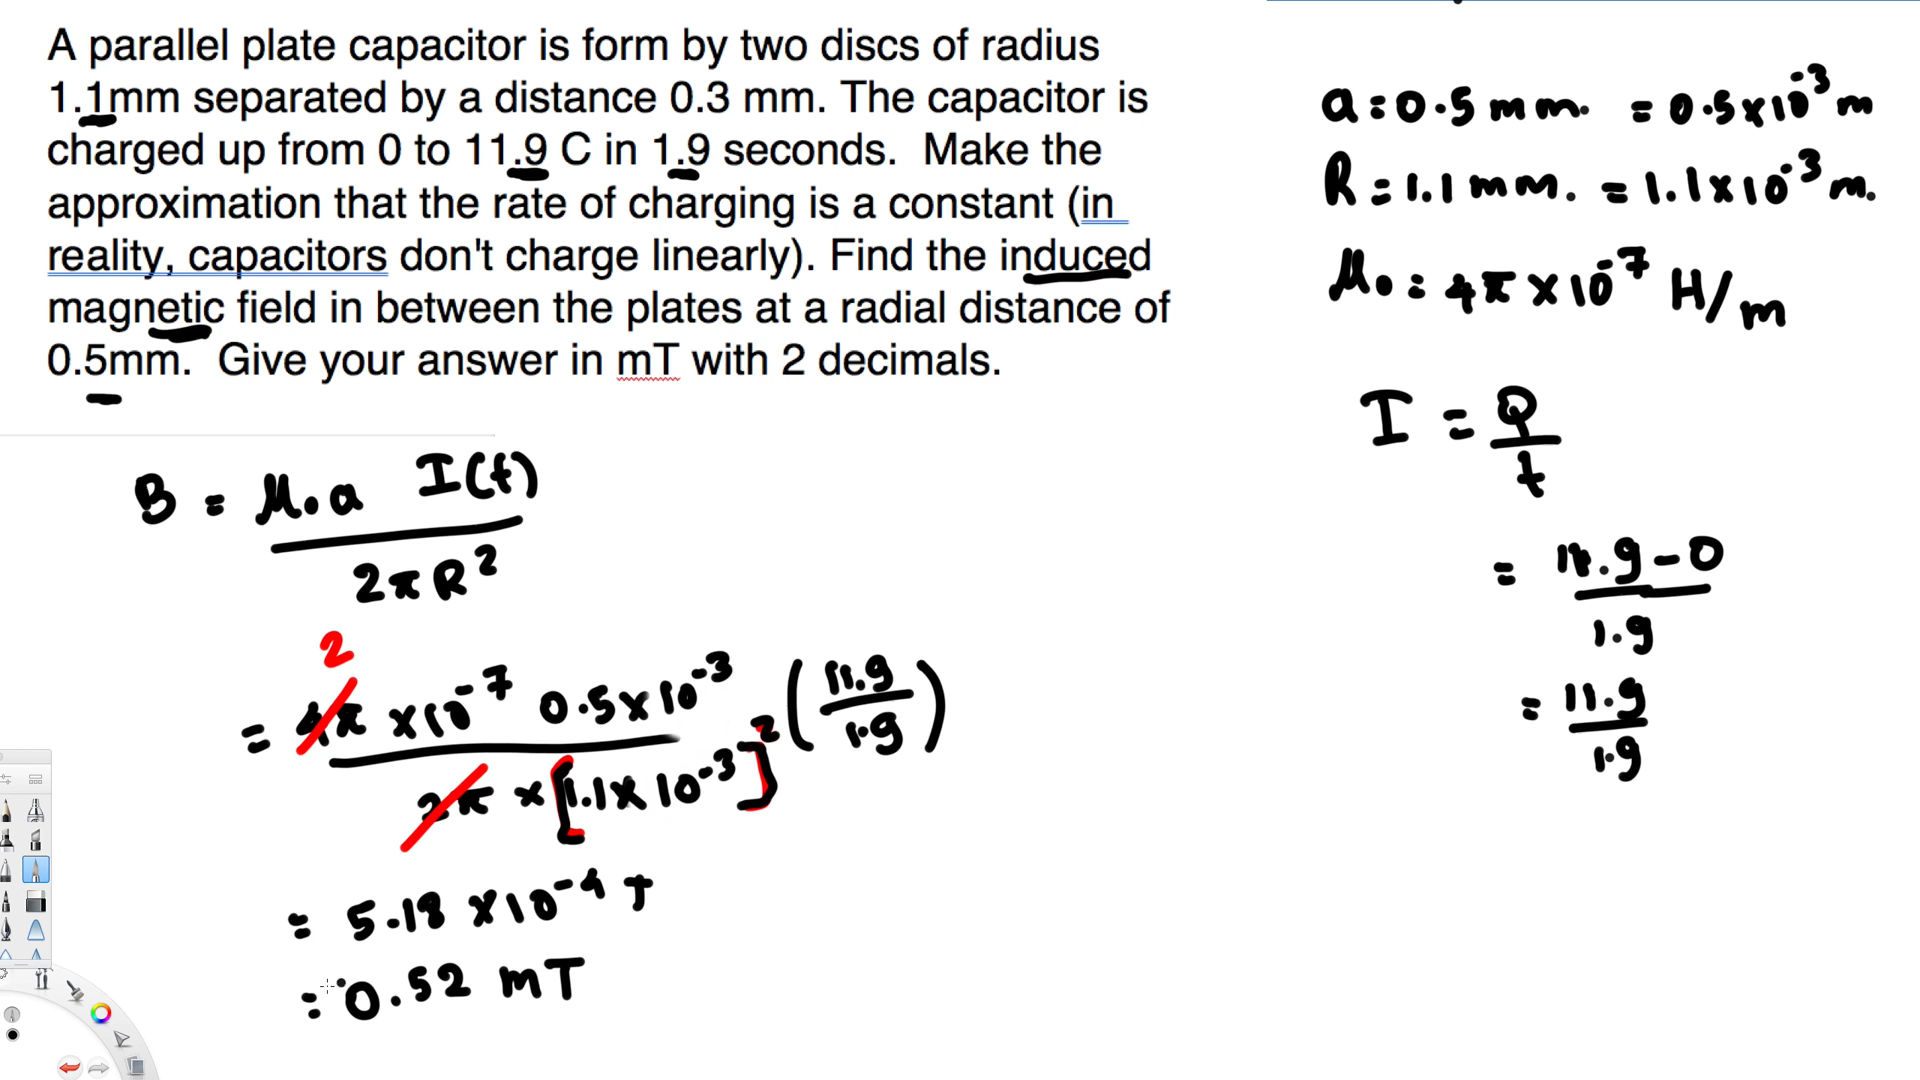 A parallel plate capacitor is form by two discs of radius
1.1mm separated by a distance 0.3 mm. The capacitor is
charged up from 0 to 11.9 C in 1.9 seconds. Make the
approximation that the rate of charging is a constant (in
reality, capacitors don't charge linearly). Find the induced
magnetic field in between the plates at a radial distance of
0.5mm. Give your answer in mT with 2 decimals.
B = μ₀a I(t)
2πR²
2
= 4π × 10⁻⁷ 0.5×10⁻³ (11.9/1.9)
2π × [1.1×10⁻³]²
= 5.18 ×10⁻⁴ T
= 0.52 mT
a = 0.5 mm. = 0.5×10⁻³ m
R = 1.1 mm. = 1.1×10⁻³ m.
μ₀ = 4π × 10⁻⁷ H/m
I = Q
t
= 11.9 - 0
1.9
= 11.9
1.9